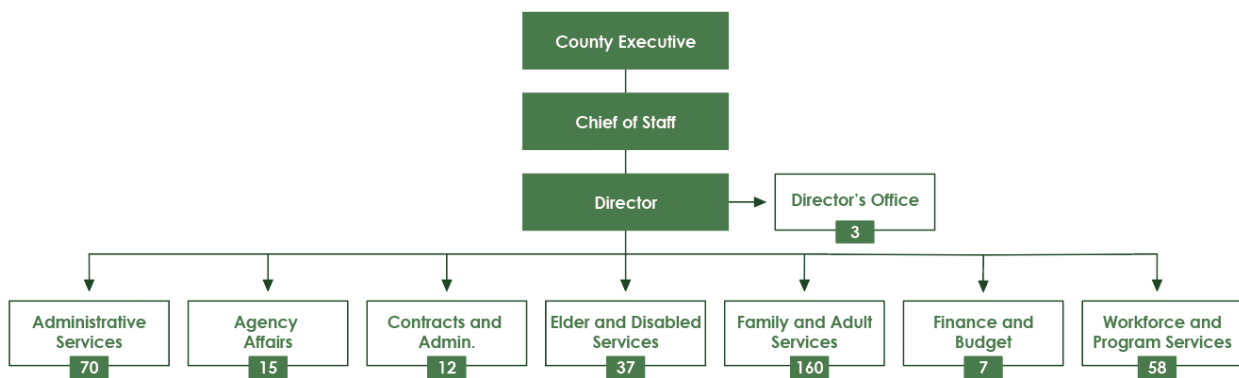 County Executive
Chief of Staff
Director
Director's Office
3
Administrative
Services
70
Agency
Affairs
15
Contracts and
Admin.
12
Elder and Disabled
Services
37
Family and Adult
Services
160
Finance and
Budget
7
Workforce and
Program Services
58